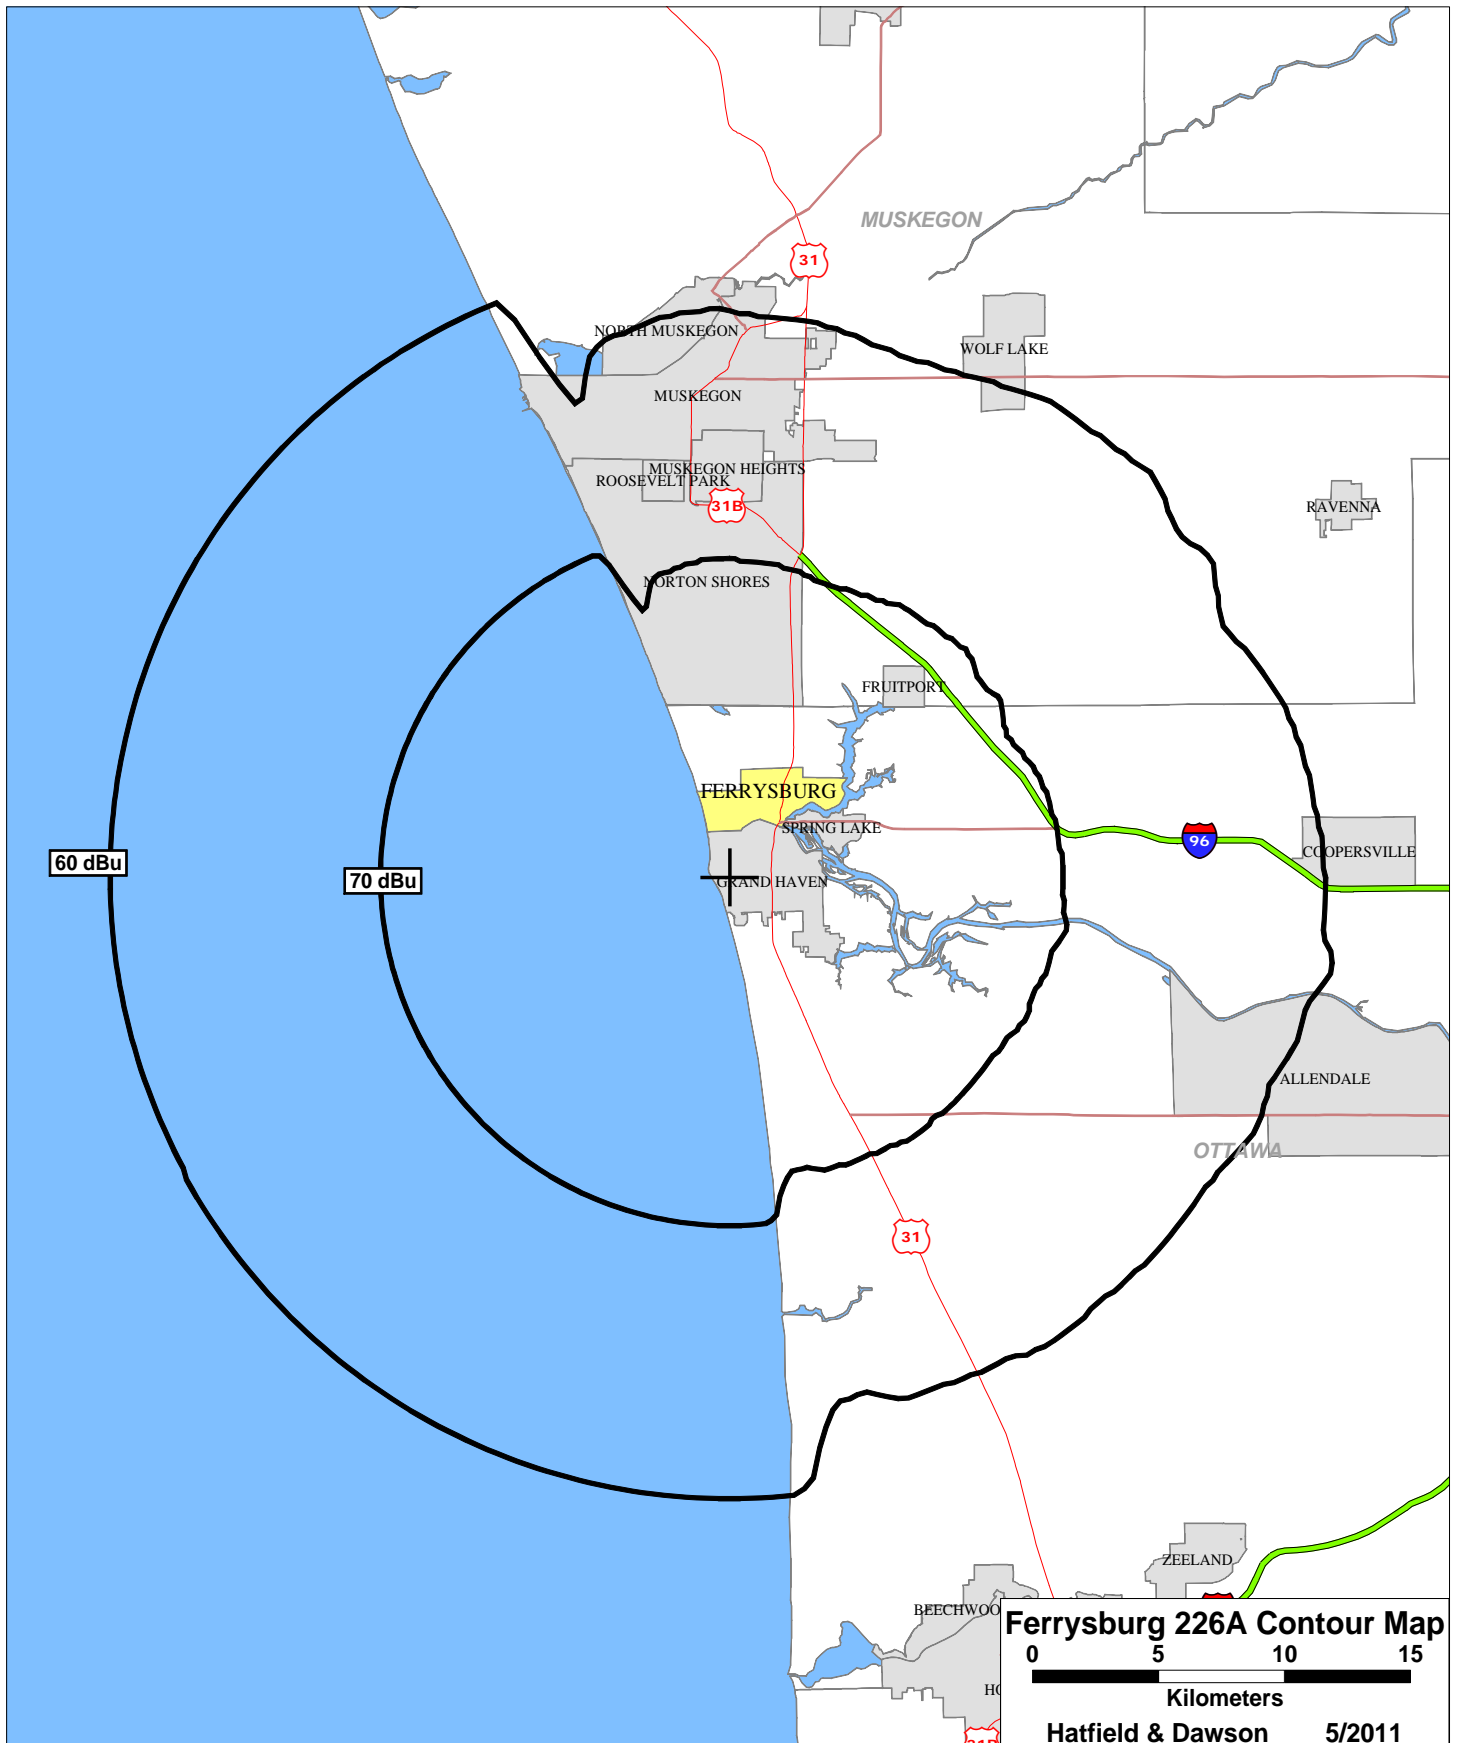 MUSKEGON
31
NORTH MUSKEGON
WOLF LAKE
MUSKEGON
MUSKEGON HEIGHTS
ROOSEVELT PARK
31B
RAVENNA
NORTON SHORES
FRUITPORT
FERRYSBURG
SPRING LAKE
96
COOPERSVILLE
60 dBu
70 dBu
GRAND HAVEN
ALLENDALE
OTTAWA
31
ZEELAND
BEECHWOO
Ferrysburg 226A Contour Map
0 5 10 15
Kilometers
HO
Hatfield & Dawson 5/2011